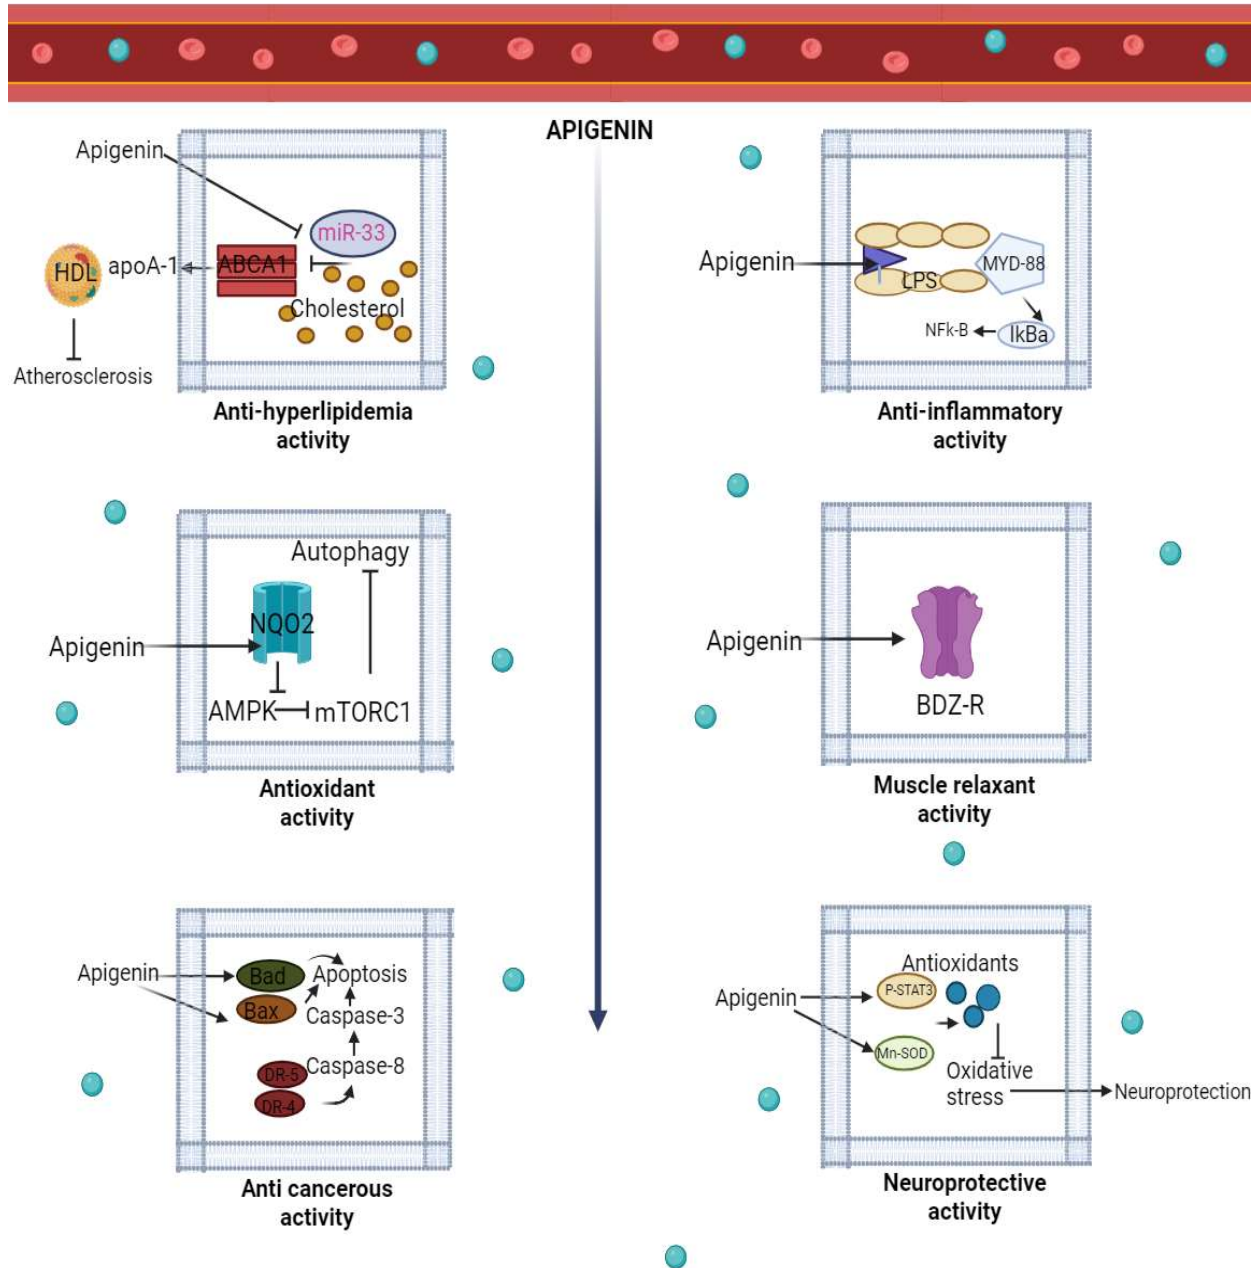 APIGENIN
Apigenin
miR-33
HDL
apoA-1
ABCA1
Cholesterol
Atherosclerosis
Anti-hyperlipidemia
activity
Apigenin
LPS
MYD-88
NFk-B
IkBa
Anti-inflammatory
activity
Autophagy
NQO2
Apigenin
AMPK
mTORC1
Antioxidant
activity
Apigenin
BDZ-R
Muscle relaxant
activity
Apigenin
Bad
Apoptosis
Bax
Caspase-3
Caspase-8
DR-5
DR-4
Anti cancerous
activity
Antioxidants
P-STAT3
Apigenin
Mn-SOD
Oxidative
stress
Neuroprotection
Neuroprotective
activity